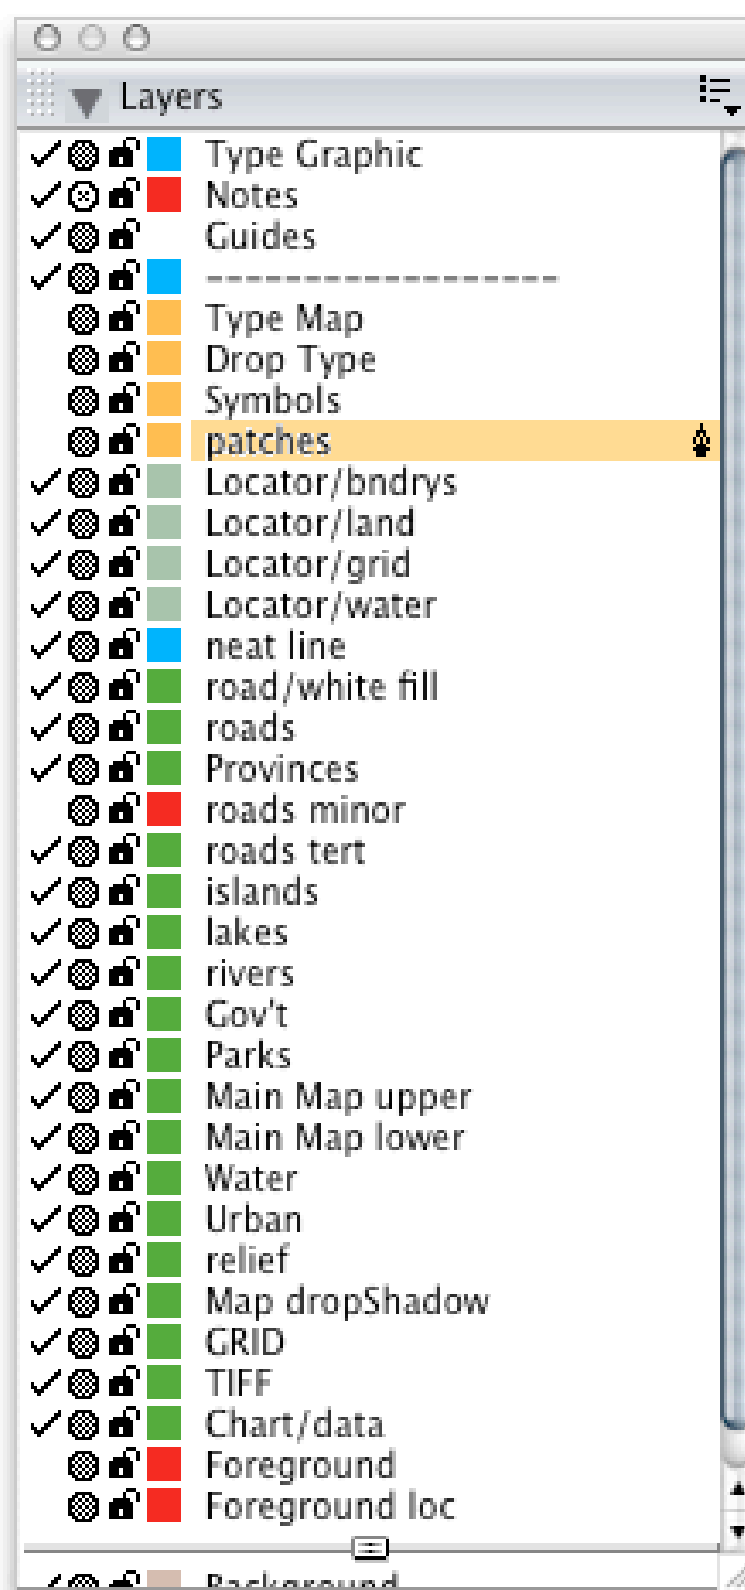 Layers
Type Graphic
Notes
Guides
------------------
Type Map
Drop Type
Symbols
patches
Locator/bndrys
Locator/land
Locator/grid
Locator/water
neat line
road/white fill
roads
Provinces
roads minor
roads tert
islands
lakes
rivers
Gov't
Parks
Main Map upper
Main Map lower
Water
Urban
relief
Map dropShadow
GRID
TIFF
Chart/data
Foreground
Foreground loc
Background